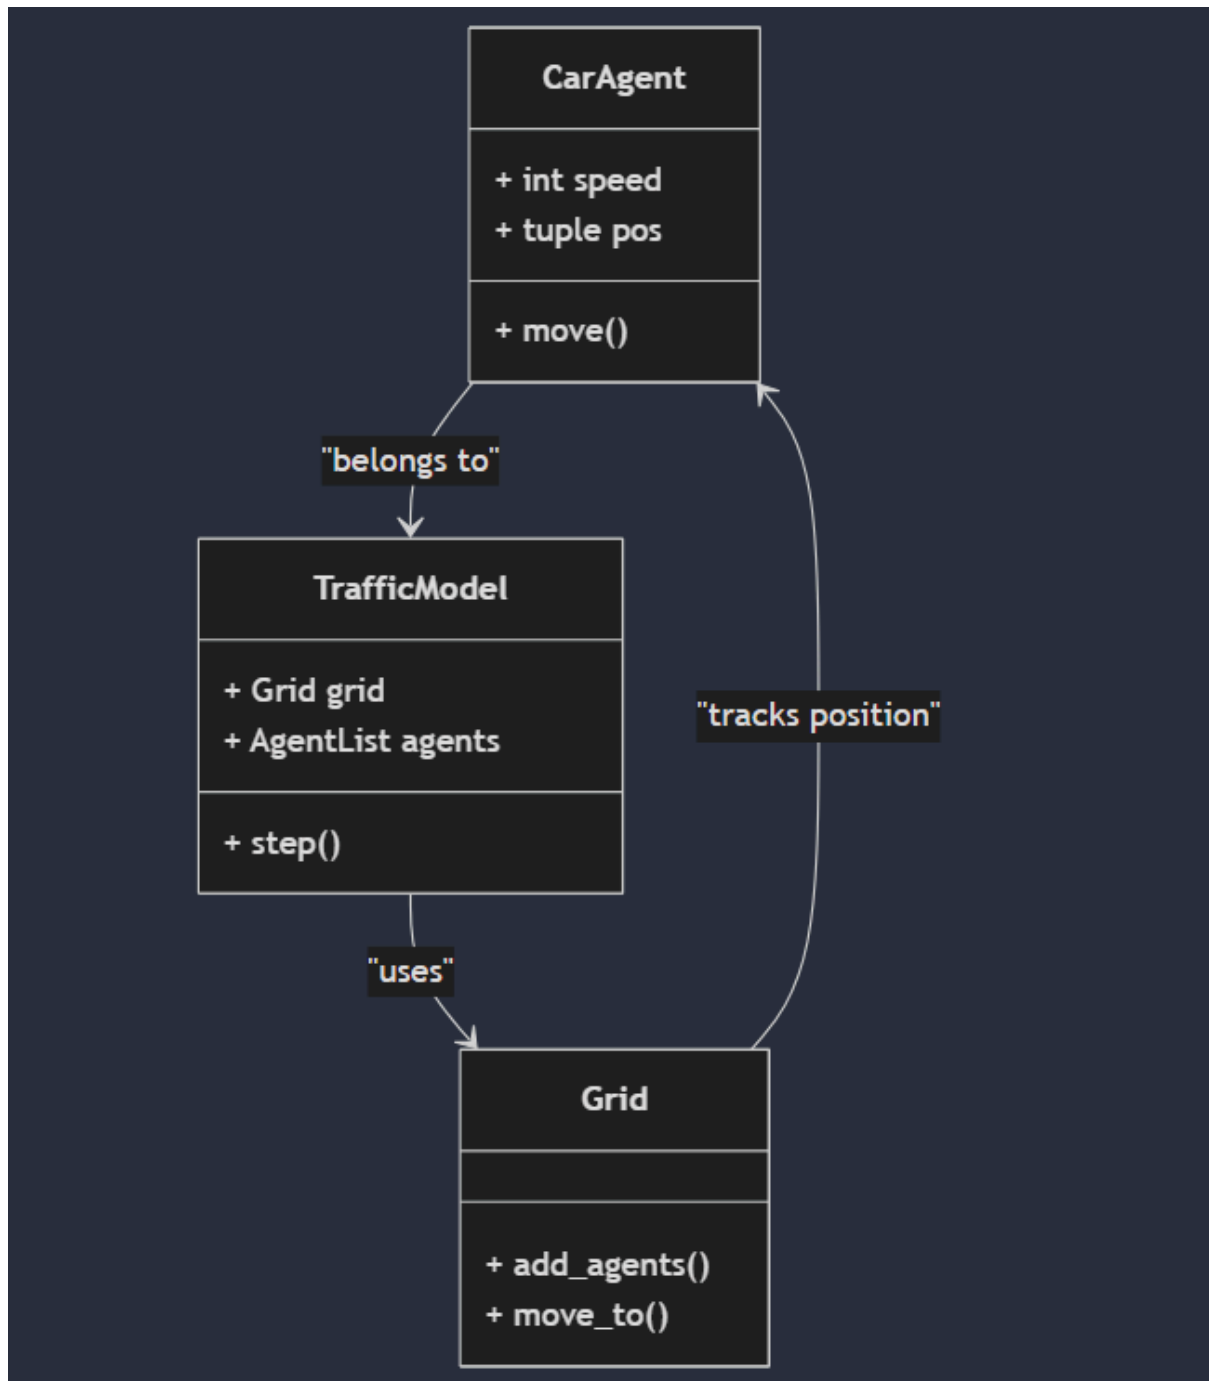 CarAgent
+ int speed
+ tuple pos
+ move()
"belongs to"
TrafficModel
+ Grid grid
+ AgentList agents
+ step()
"tracks position"
"uses"
Grid
+ add_agents()
+ move_to()